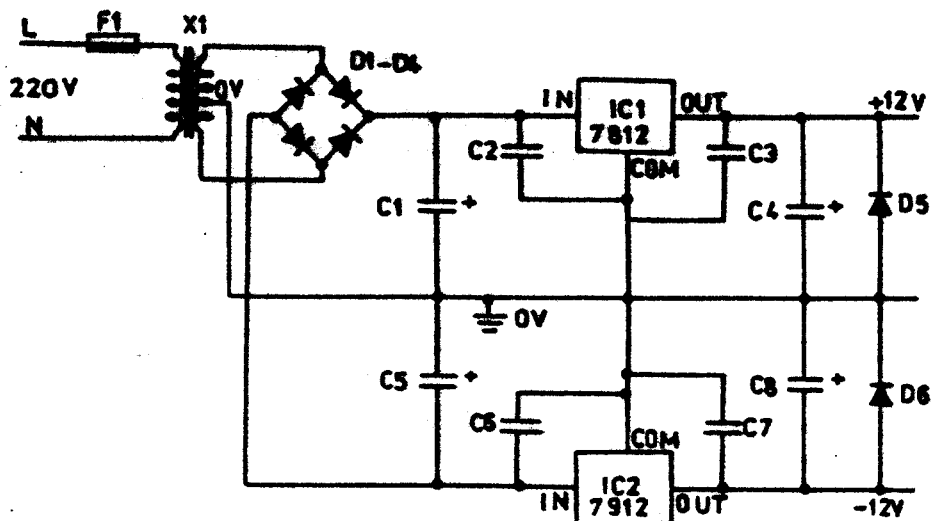 L
F1
X1
220V
0V
N
D1-D4
IN
IC1
7812
OUT
+12V
C2
COM
C3
C1
+
C4
+
D5
0V
C5
+
C8
+
D6
C6
COM
C7
IN
IC2
7912
OUT
-12V